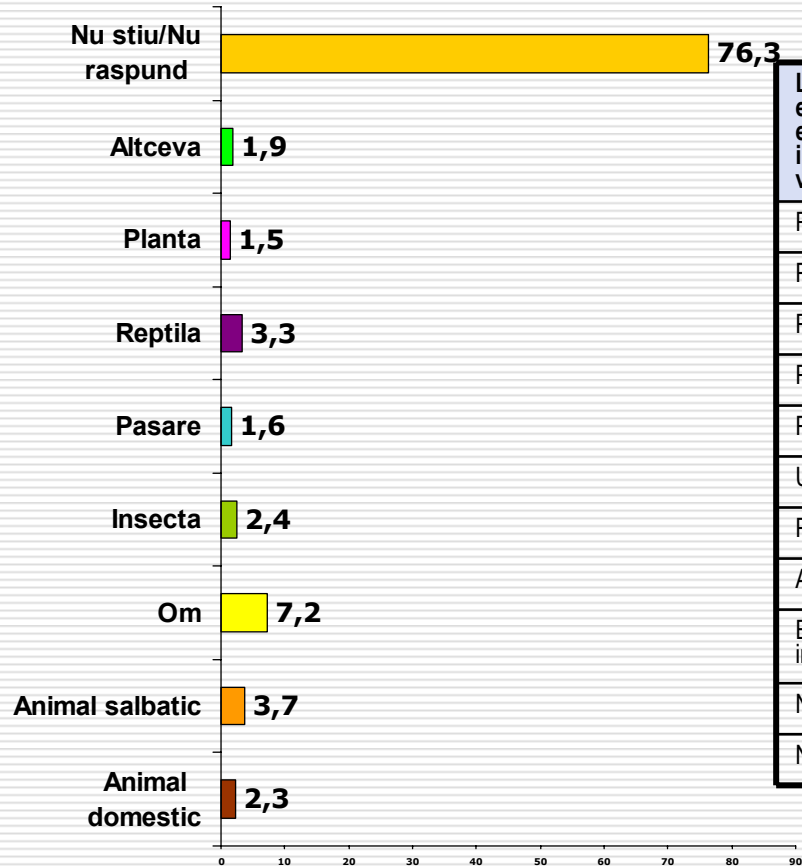 Nu stiu/Nu
raspund
76,3
Altceva
1,9
Planta
1,5
Reptila
3,3
Pasare
1,6
Insecta
2,4
Om
7,2
Animal salbatic
3,7
Animal
domestic
2,3
0 10 20 30 40 50 60 70 80 90